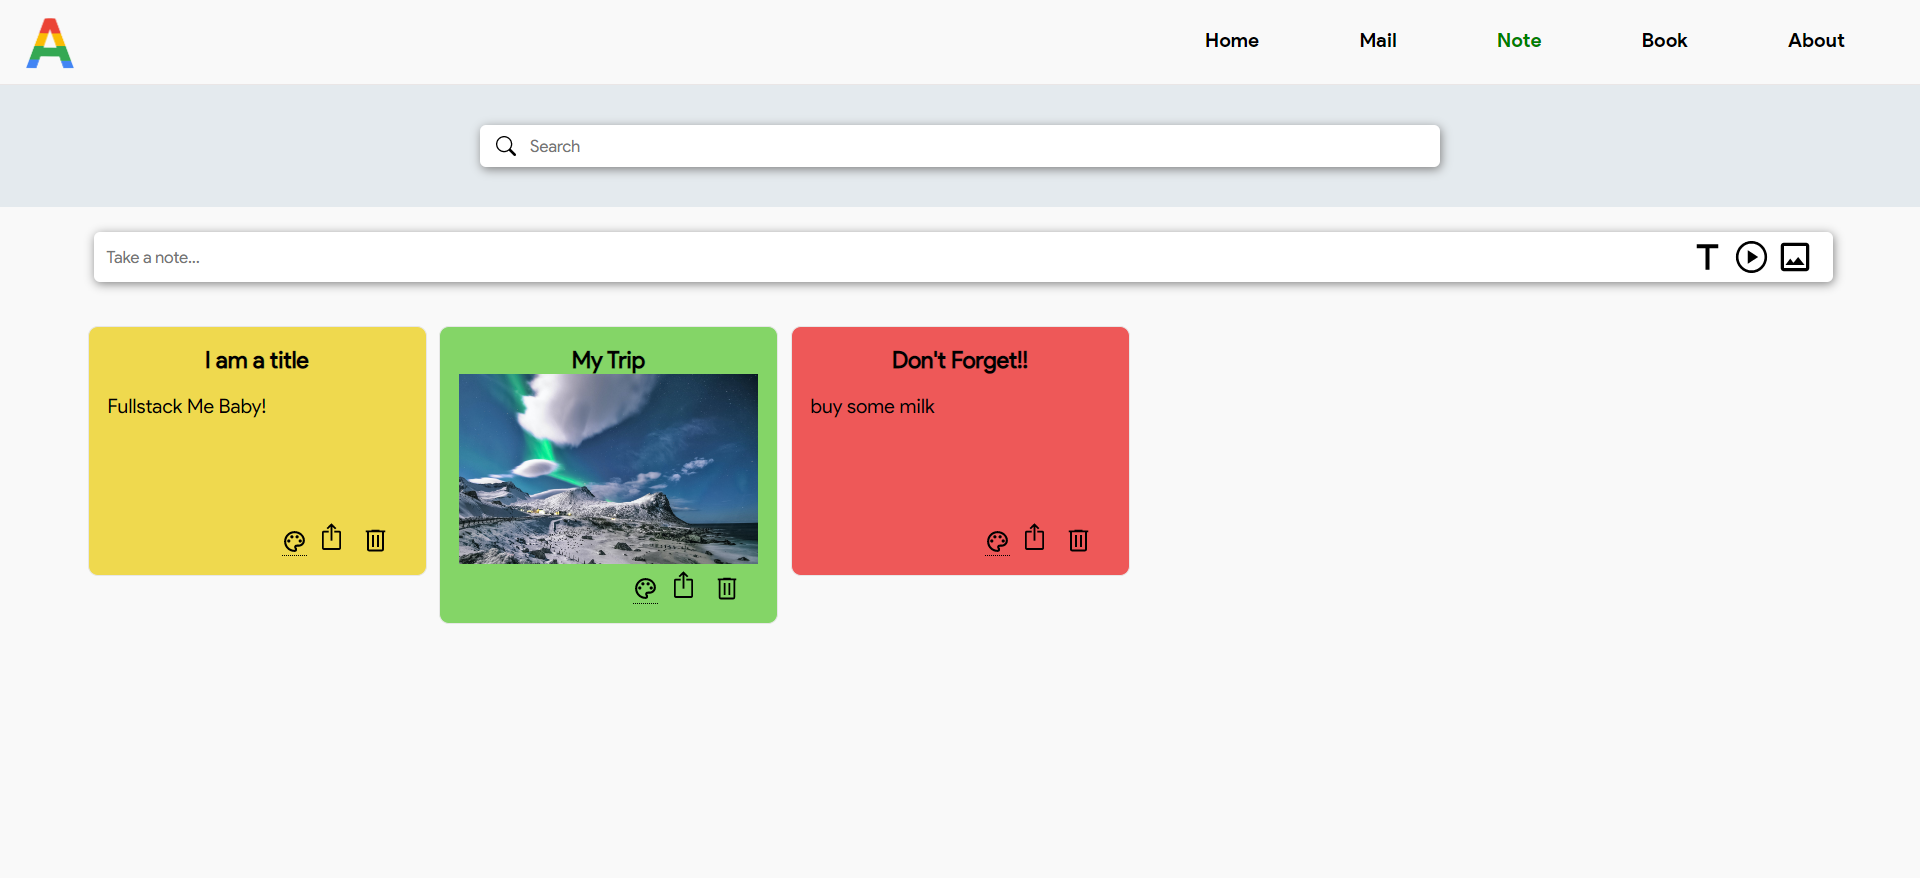 A
Home Mail Note Book About
Search
Take a note...
T
I am a title
Fullstack Me Baby!
My Trip
Don't Forget!!
buy some milk